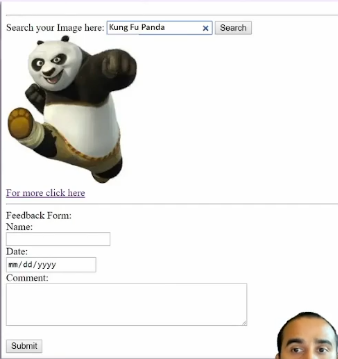 Search your Image here: Kung Fu Panda × Search
For more click here
Feedback Form:
Name:
Date:
mm/dd/yyyy
Comment:
Submit